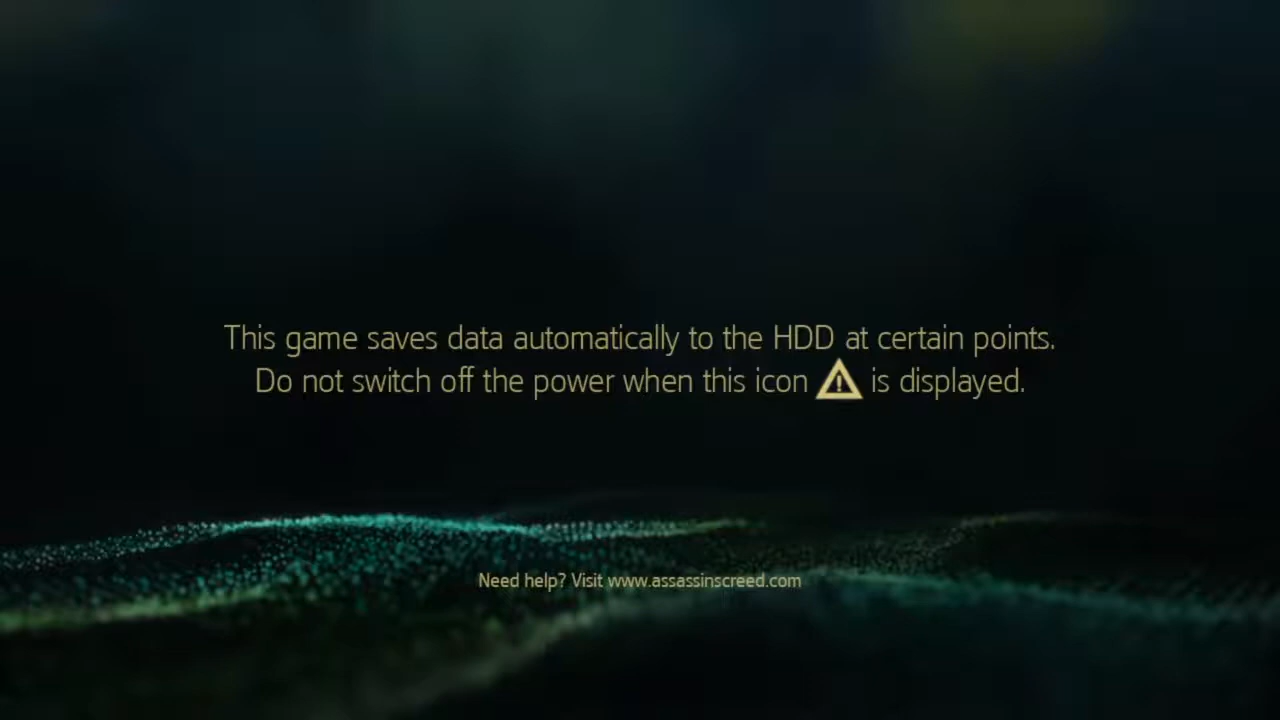 This game saves data automatically to the HDD at certain points.
Do not switch off the power when this icon is displayed.
Need help? Visit www.assassinscreed.com